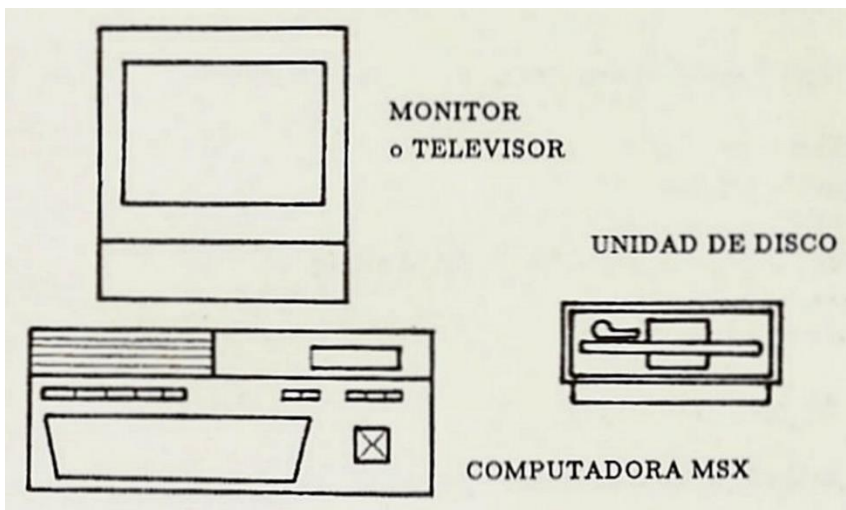 MONITOR
o TELEVISOR
UNIDAD DE DISCO
COMPUTADORA MSX